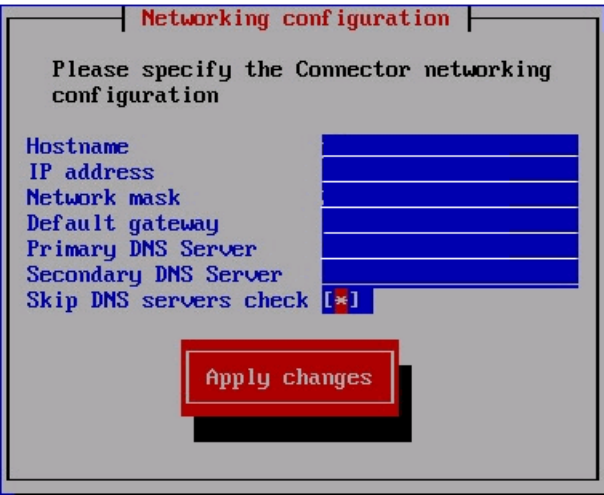 Networking configuration
Please specify the Connector networking
configuration
Hostname
IP address
Network mask
Default gateway
Primary DNS Server
Secondary DNS Server
Skip DNS servers check [*]
Apply changes